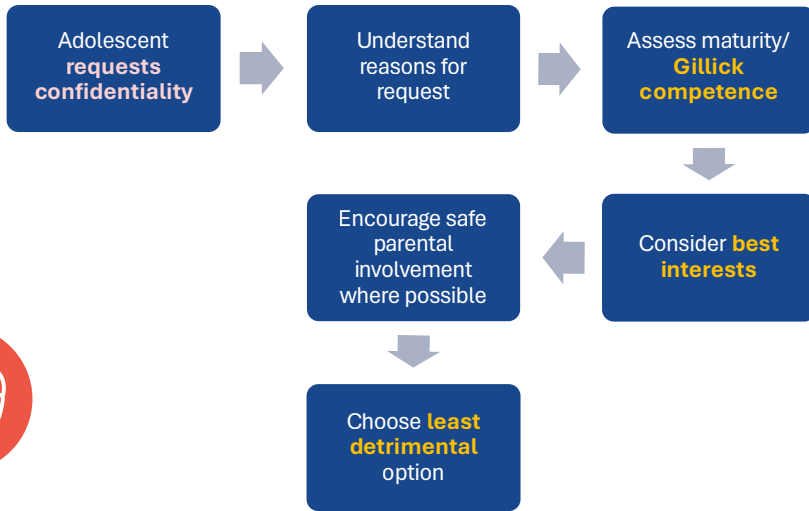 Adolescent
requests
confidentiality
Understand
reasons for
request
Assess maturity/
Gillick
competence
Consider best
interests
Encourage safe
parental
involvement
where possible
Choose least
detrimental
option